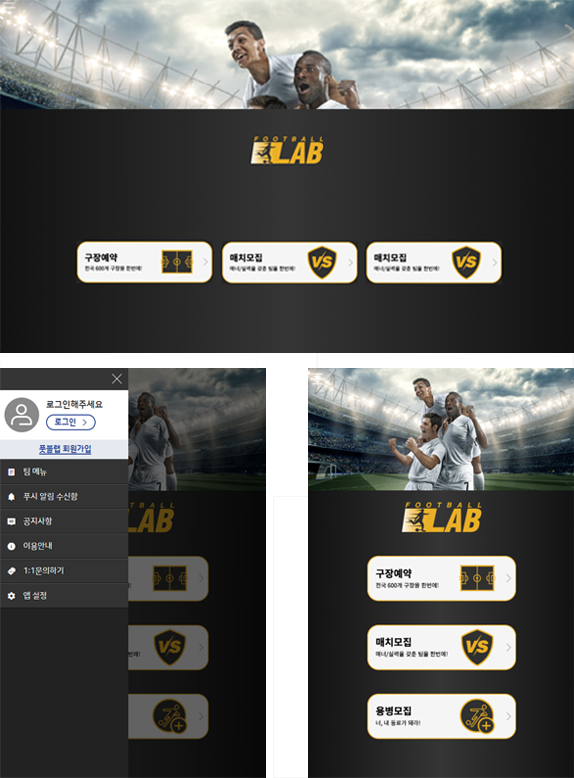 FOOTBALL
LAB
구장예약
전국 600개 구장을 한번에!
매치모집
매너/실력을 갖춘 팀을 한번에!
VS
매치모집
매너/실력을 갖춘 팀을 한번에!
VS
로그인해주세요
로그인
풋볼랩 회원가입
팀 메뉴
푸시 알림 수신함
공지사항
이용안내
1:1문의하기
앱 설정
FOOTBALL
LAB
한번에!
VS
7
FOOTBALL
LAB
구장예약
전국 600개 구장을 한번에!
매치모집
매너/실력을 갖춘 팀을 한번에!
VS
용병모집
너, 내 동료가 돼라!